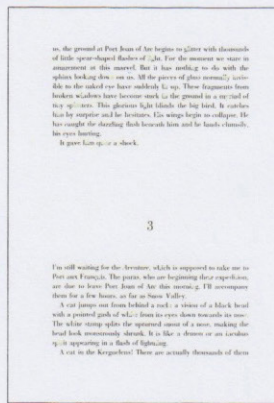 us, the ground at Port Joan of Arc begins to glitter with thousands
of little spear-shaped flashes of light. For the moment we stare in
amazement at this marvel. But it has nothing to do with the
sphinx looking down on us. All the pieces of glass normally invis-
ible to the naked eye have suddenly lit up. These fragments from
broken windows have become stuck in the ground in a myriad of
tiny splinters. This glorious light blinds the big bird. It catches
him by surprise and he hesitates. His wings begin to collapse. He
has caught the dazzling flash beneath him and he lands clumsily,
his eyes hurting.
It gave him quite a shock.
3
I'm still waiting for the Aventure, which is supposed to take me to
Port aux Français. The paras, who are beginning their expedition,
are due to leave Port Joan of Arc this morning. I'll accompany
them for a few hours, as far as Snow Valley.
A cat jumps out from behind a rock: a vision of a black head
with a pointed gash of white from its eyes down towards its nose.
The white stamp splits the upturned snout of a nose, making the
head look monstrously shrunk. It is like a demon or an incubus
spirit appearing in a flash of lightning.
A cat in the Kerguelens! There are actually thousands of them